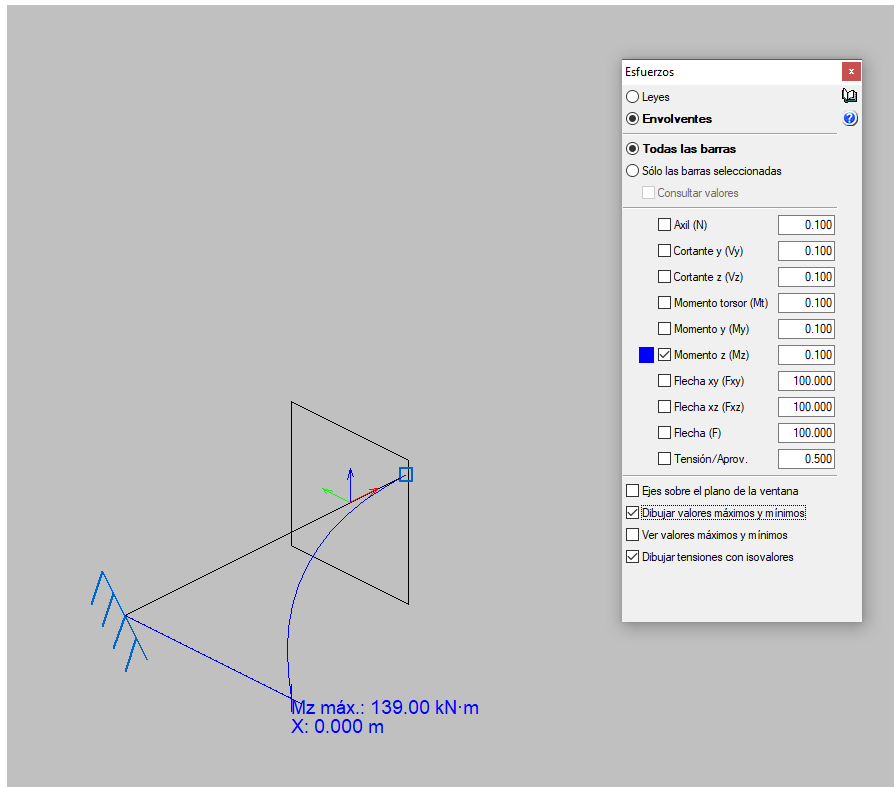 Esfuerzos
x
Leyes
Envolventes
?
Todas las barras
Sólo las barras seleccionadas
Consultar valores
Axil (N) 0.100
Cortante y (Vy) 0.100
Cortante z (Vz) 0.100
Momento torsor (Mt) 0.100
Momento y (My) 0.100
Momento z (Mz) 0.100
Flecha xy (Fxy) 100.000
Flecha xz (Fxz) 100.000
Flecha (F) 100.000
Tensión/Aprov. 0.500
Ejes sobre el plano de la ventana
Dibujar valores máximos y mínimos
Ver valores máximos y mínimos
Dibujar tensiones con isovalores
Mz máx.: 139.00 kN·m
X: 0.000 m